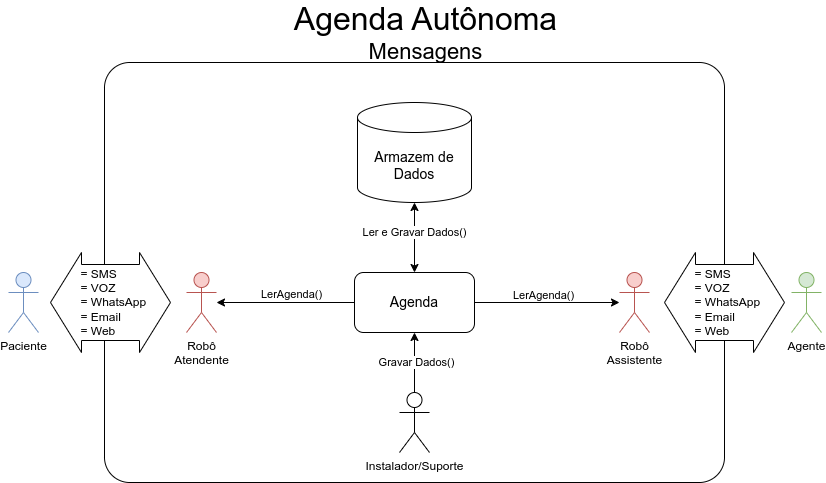 Agenda Autônoma
Mensagens
Armazem de
Dados
Ler e Gravar Dados()
= SMS
= VOZ
= WhatsApp
= Email
= Web
Paciente
Robô
Atendente
LerAgenda()
Agenda
LerAgenda()
Robô
Assistente
= SMS
= VOZ
= WhatsApp
= Email
= Web
Agente
Gravar Dados()
Instalador/Suporte